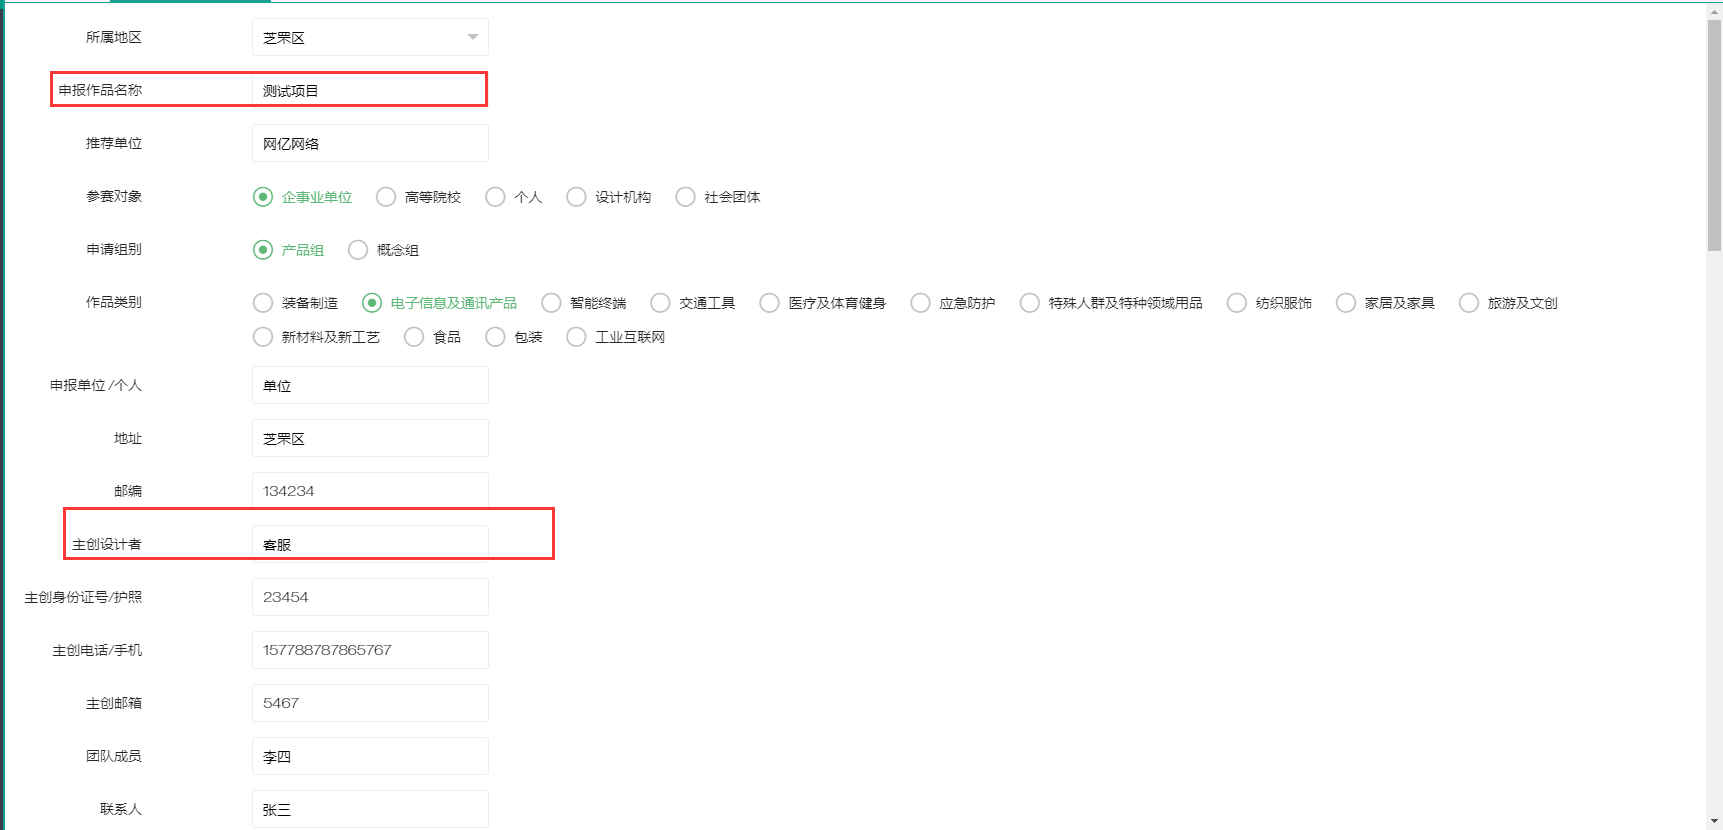 所属地区 芝罘区
申报作品名称 测试项目
推荐单位 网亿网络
参赛对象 企事业单位 高等院校 个人 设计机构 社会团体
申请组别 产品组 概念组
作品类别 装备制造 电子信息及通讯产品 智能终端 交通工具 医疗及体育健身 应急防护 特殊人群及特种领域用品 纺织服饰 家居及家具 旅游及文创
新材料及新工艺 食品 包装 工业互联网
申报单位/个人 单位
地址 芝罘区
邮编 134234
主创设计者 客服
主创身份证号/护照 23454
主创电话/手机 157788787865767
主创邮箱 5467
团队成员 李四
联系人 张三